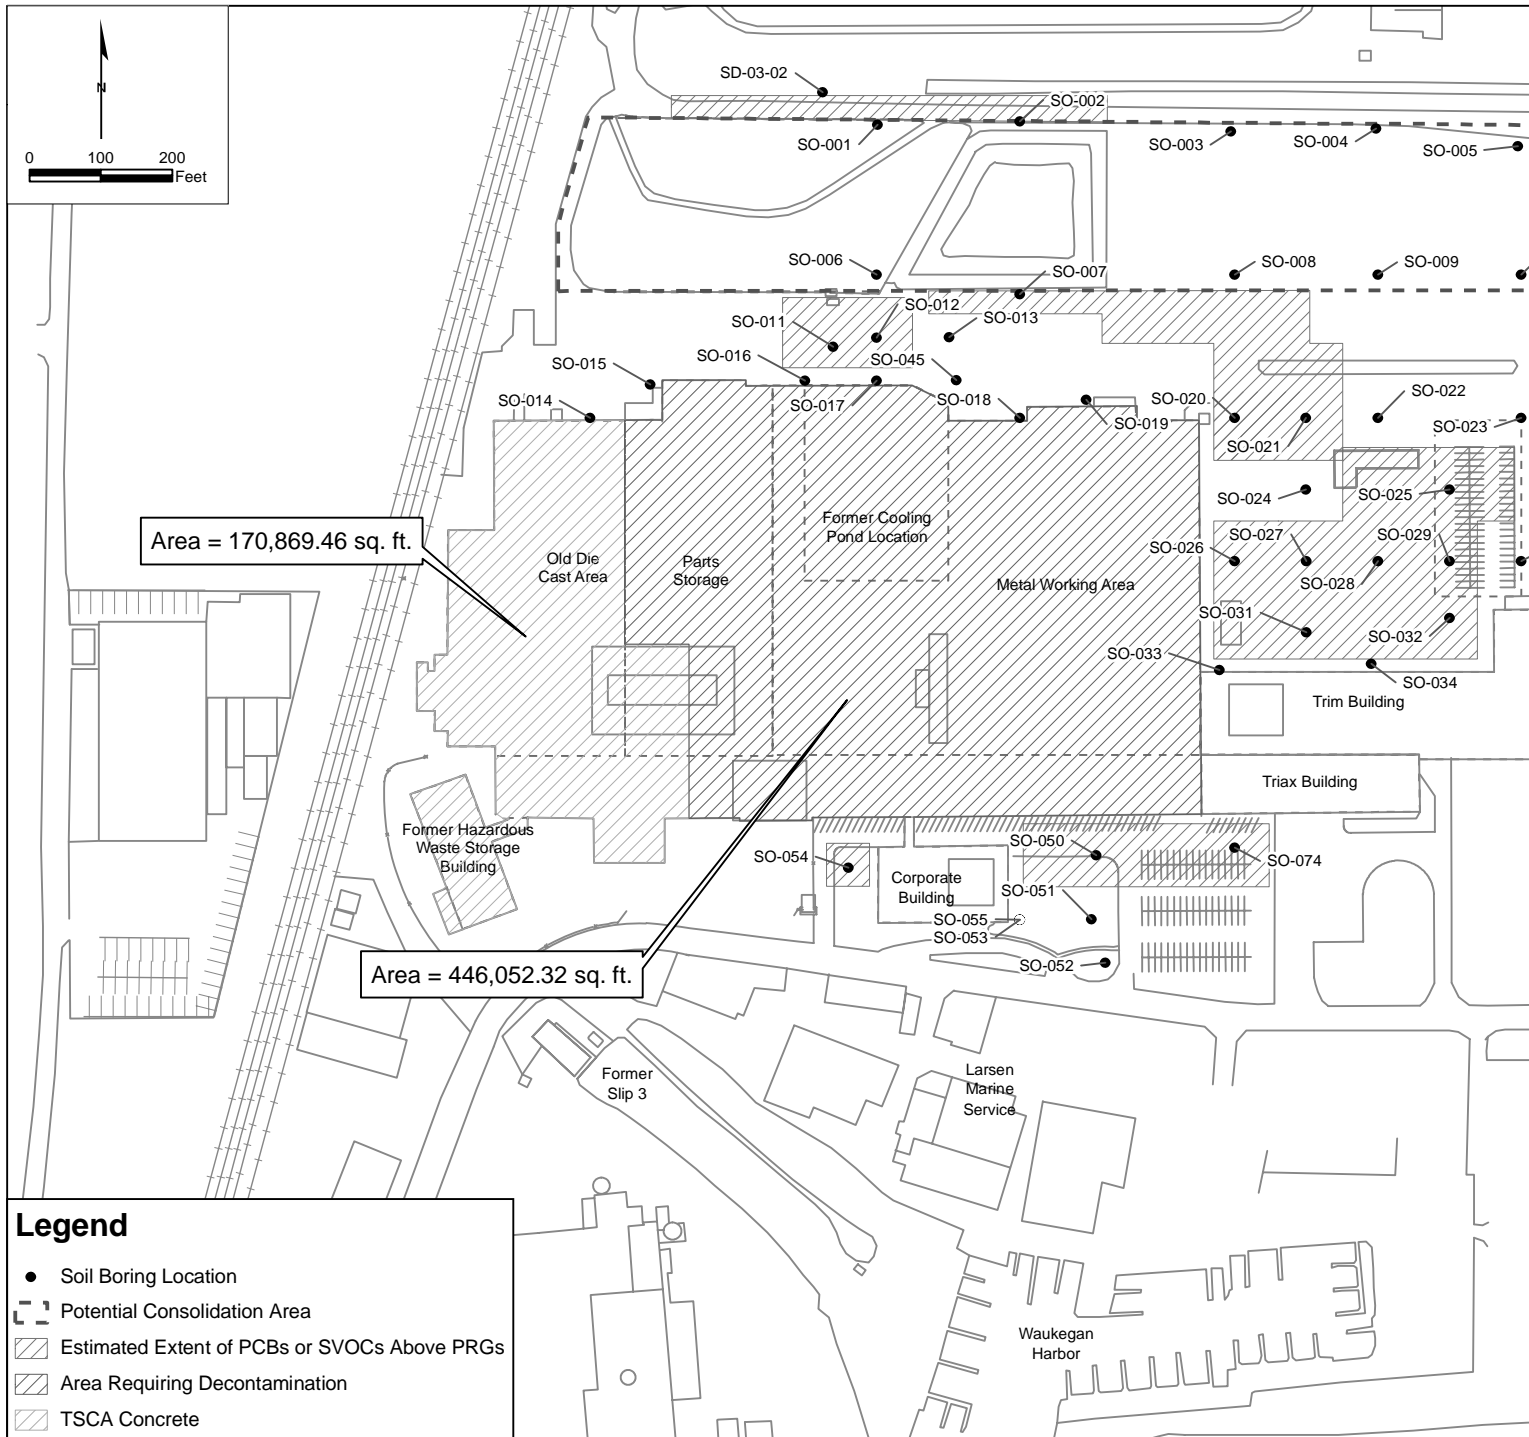 N
0 100 200
Feet
SD-03-02
SO-002
SO-001
SO-003
SO-004
SO-005
SO-006
SO-007
SO-008
SO-009
SO-012
SO-011
SO-013
SO-016
SO-045
SO-015
SO-014
SO-017
SO-018
SO-019
SO-020
SO-021
SO-022
SO-023
SO-024
SO-025
Area = 170,869.46 sq. ft.
Old Die
Cast Area
Parts
Storage
Former Cooling
Pond Location
Metal Working Area
SO-026
SO-027
SO-028
SO-029
SO-031
SO-032
SO-033
SO-034
Trim Building
Triax Building
Former Hazardous
Waste Storage
Building
SO-054
SO-050
SO-074
Corporate
Building
SO-051
SO-055
SO-053
SO-052
Area = 446,052.32 sq. ft.
Former
Slip 3
Larsen
Marine
Service
Waukegan
Harbor
Legend
Soil Boring Location
Potential Consolidation Area
Estimated Extent of PCBs or SVOCs Above PRGs
Area Requiring Decontamination
TSCA Concrete